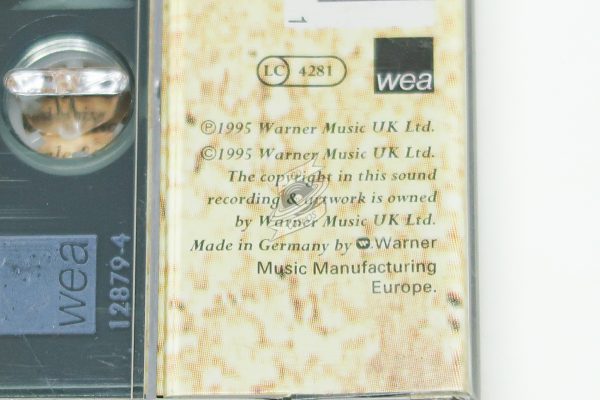 1
LC 4281
wea
℗1995 Warner Music UK Ltd.
©1995 Warner Music UK Ltd.
The copyright in this sound
recording & artwork is owned
by Warner Music UK Ltd.
Made in Germany by Warner
Music Manufacturing
Europe.
wea
12879-4